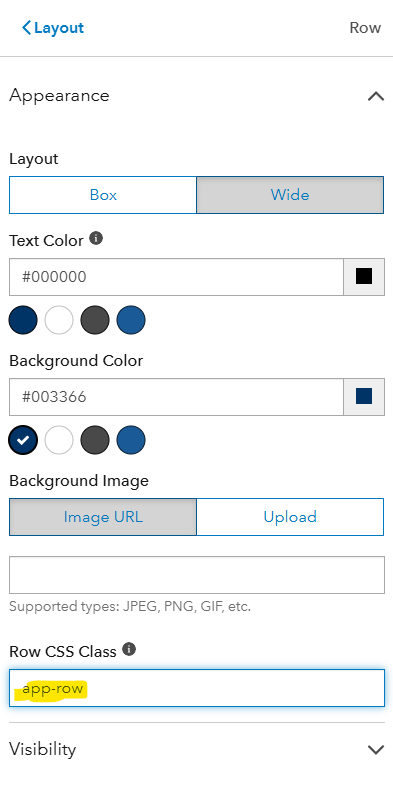 Layout Row
Appearance
Layout
Box Wide
Text Color i
#000000
Background Color
#003366
Background Image
Image URL Upload
Supported types: JPEG, PNG, GIF, etc.
Row CSS Class i
app-row
Visibility